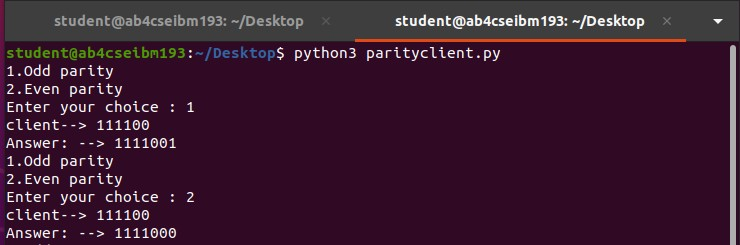 student@ab4cseibm193: ~/Desktop × student@ab4cseibm193: ~/Desktop ×
student@ab4cseibm193:~/Desktop$ python3 parityclient.py
1.Odd parity
2.Even parity
Enter your choice : 1
client--> 111100
Answer: --> 1111001
1.Odd parity
2.Even parity
Enter your choice : 2
client--> 111100
Answer: --> 1111000